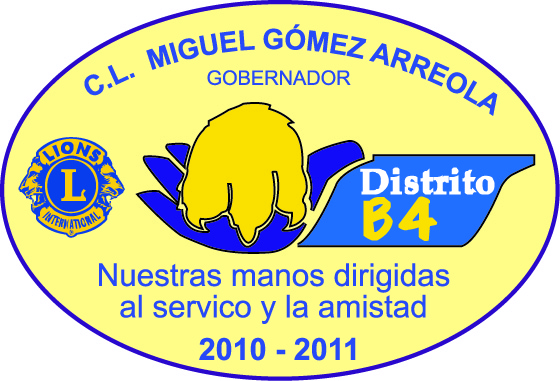 C.L. MIGUEL GÓMEZ ARREOLA
GOBERNADOR
LIONS
L
INTERNATIONAL
Distrito
B4
Nuestras manos dirigidas
al servico y la amistad
2010 - 2011